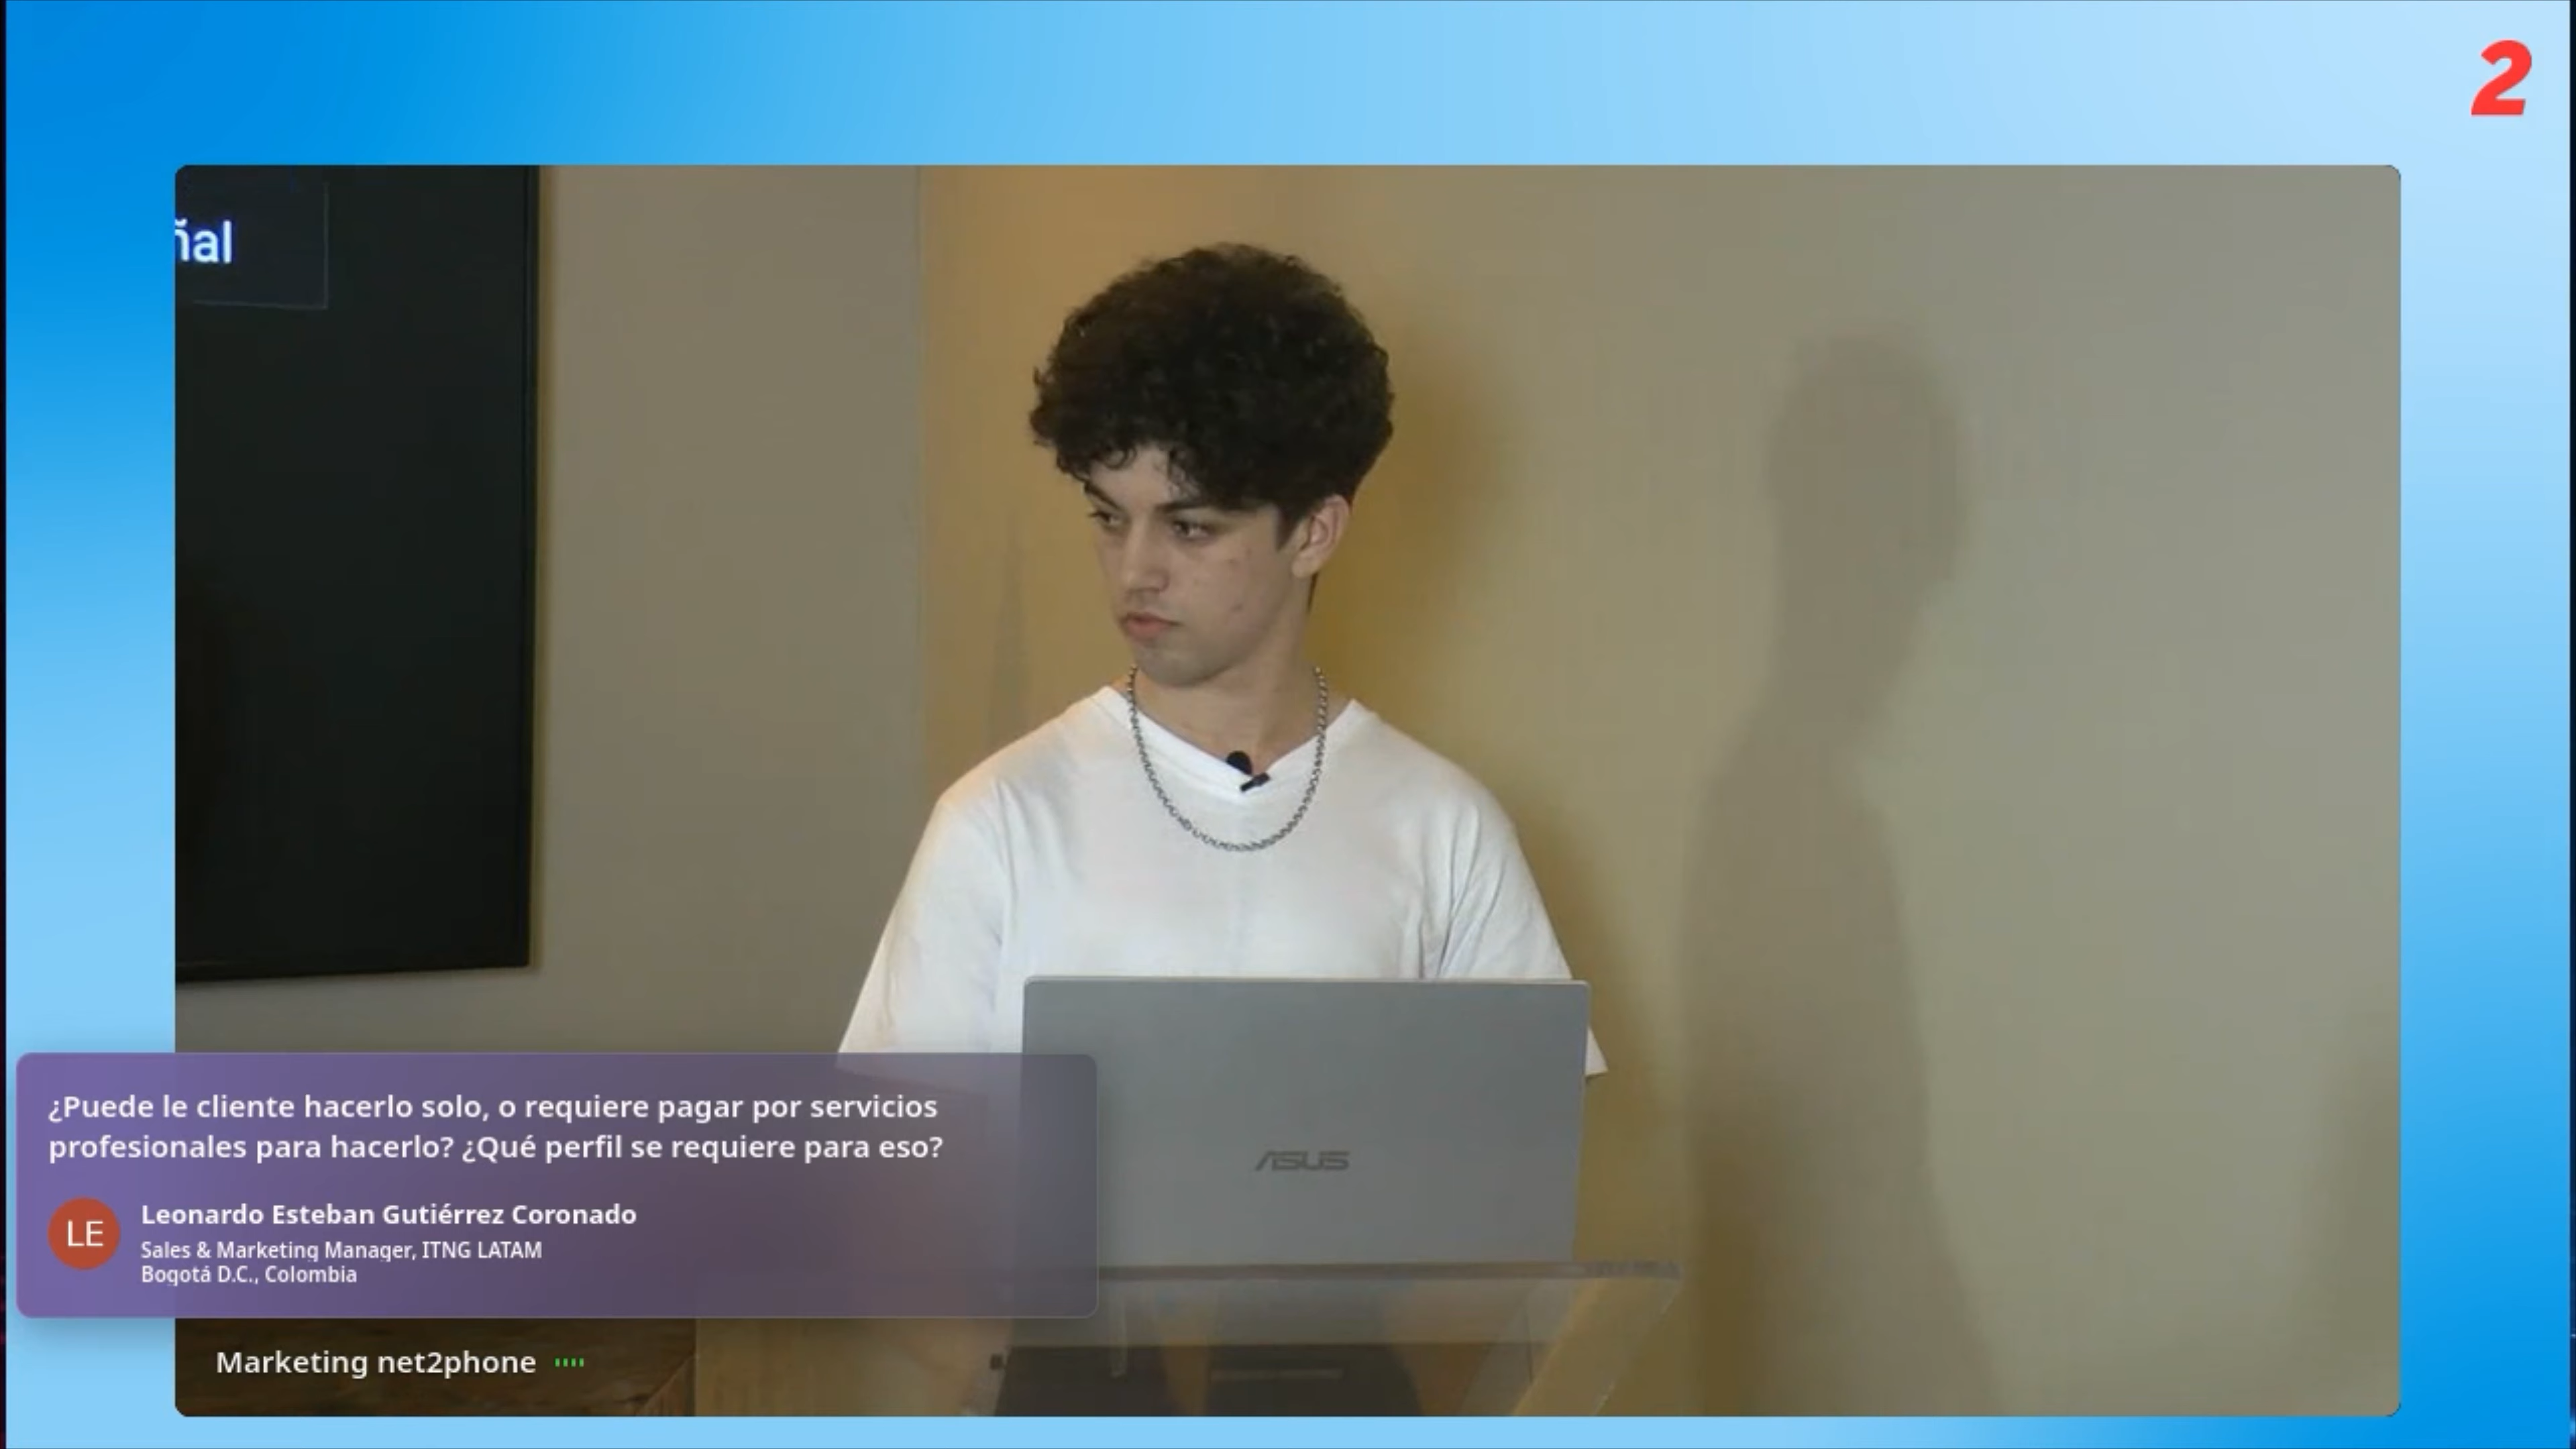 2
ñal
¿Puede le cliente hacerlo solo, o requiere pagar por servicios
profesionales para hacerlo? ¿Qué perfil se requiere para eso?
LE
Leonardo Esteban Gutiérrez Coronado
Sales & Marketing Manager, ITNG LATAM
Bogotá D.C., Colombia
ASUS
Marketing net2phone